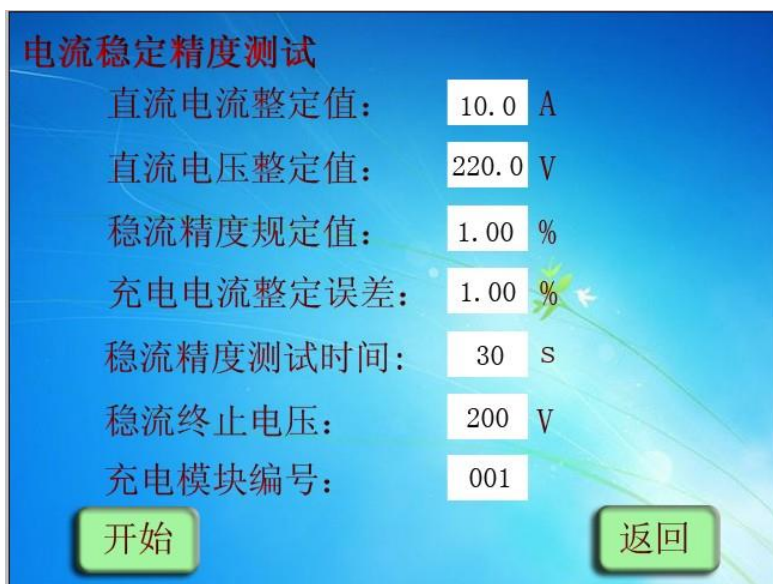 电流稳定精度测试
直流电流整定值： 10.0 A
直流电压整定值： 220.0 V
稳流精度规定值： 1.00 %
充电电流整定误差： 1.00 %
稳流精度测试时间: 30 s
稳流终止电压： 200 V
充电模块编号： 001
开始 返回